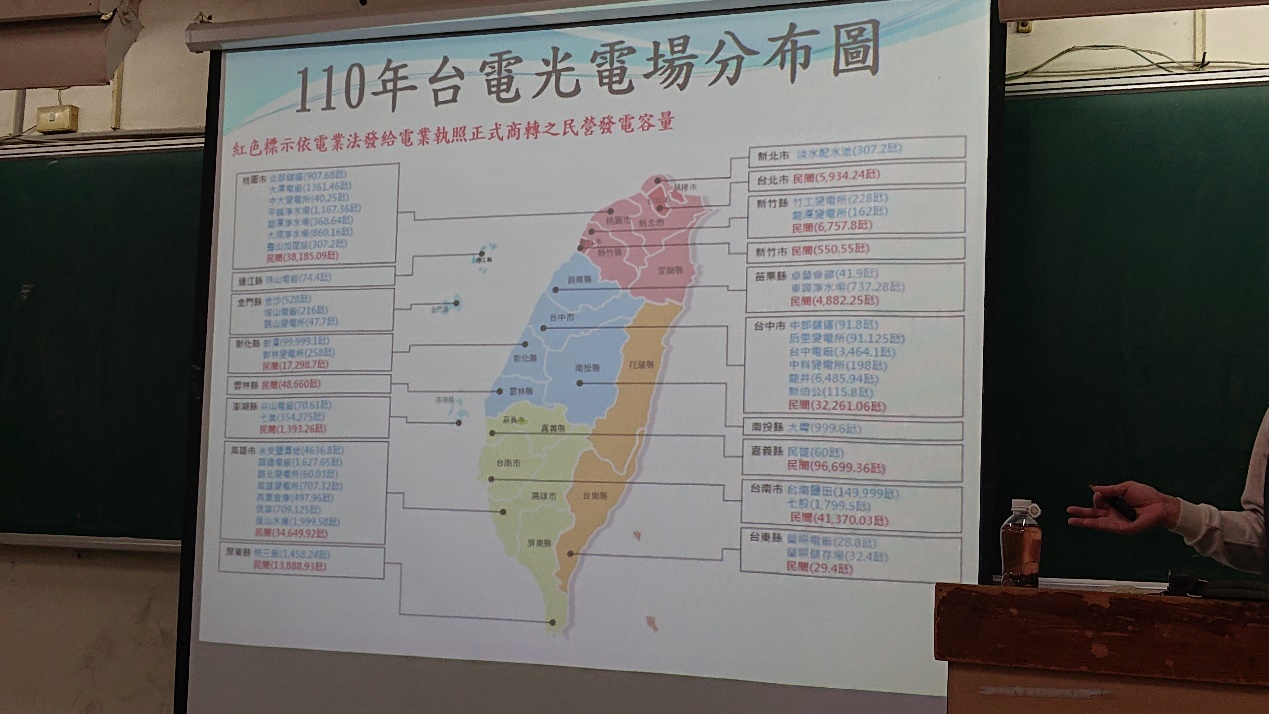 110年台電光電場分布圖
紅色標示依電業法發給電業執照正式商轉之民營發電容量
桃園市 北部儲運(907.68瓩)
大潭電廠(1361.46瓩)
中大變電所(40.25瓩)
平鎮淨水場(1,167.36瓩)
龍潭淨水場(368.64瓩)
大湳淨水場(860.16瓩)
龜山加壓站(307.2瓩)
民間(38,185.09瓩)
連江縣 珠山電廠(74.4瓩)
金門縣 金沙(528瓩)
塔山電廠(216瓩)
(47.7瓩)
彰化縣 彰濱(99,999.1瓩)
彰林變電所(258瓩)
民間(17,298.7瓩)
雲林縣 民間(48,660瓩)
澎湖縣 尖山電廠(70.61瓩)
七美(354.275瓩)
民間(1,393.26瓩)
高雄市 永安鹽灘地(4636.8瓩)
興達電廠(1,627.65瓩)
路北變電所(60.03瓩)
高雄變電所(707.32瓩)
(497.96瓩)
(709.125瓩)
鳳山水庫(1,999.58瓩)
民間(34,649.92瓩)
屏東縣 核三廠(1,458.24瓩)
民間(13,888.93瓩)
新北市 淡水配水池(307.2瓩)
台北市 民間(5,934.24瓩)
新竹縣 竹工變電所(228瓩)
龍潭變電所(162瓩)
民間(6,757.8瓩)
新竹市 民間(550.55瓩)
苗栗縣 卓蘭會館(41.9瓩)
東興淨水場(737.28瓩)
民間(4,882.25瓩)
台中市 中部儲運(91.8瓩)
后里變電所(91.125瓩)
台中電廠(3,464.1瓩)
中科變電所(198瓩)
龍井(6,485.94瓩)
新伯公(115.8瓩)
民間(32,261.06瓩)
南投縣 大觀(999.6瓩)
嘉義縣 民雄(60瓩)
民間(96,699.36瓩)
台南市 台南鹽田(149,999瓩)
七股(1,799.5瓩)
民間(41,370.03瓩)
台東縣 蘭嶼電廠(28.8瓩)
蘭嶼儲存場(32.4瓩)
民間(29.4瓩)
基隆市
桃園市
新北市
新竹縣
宜蘭縣
苗栗縣
台中市
彰化縣
南投縣
花蓮縣
雲林縣
嘉義市
嘉義縣
台南市
高雄市
台東縣
屏東縣
連江縣
金門縣
澎湖縣